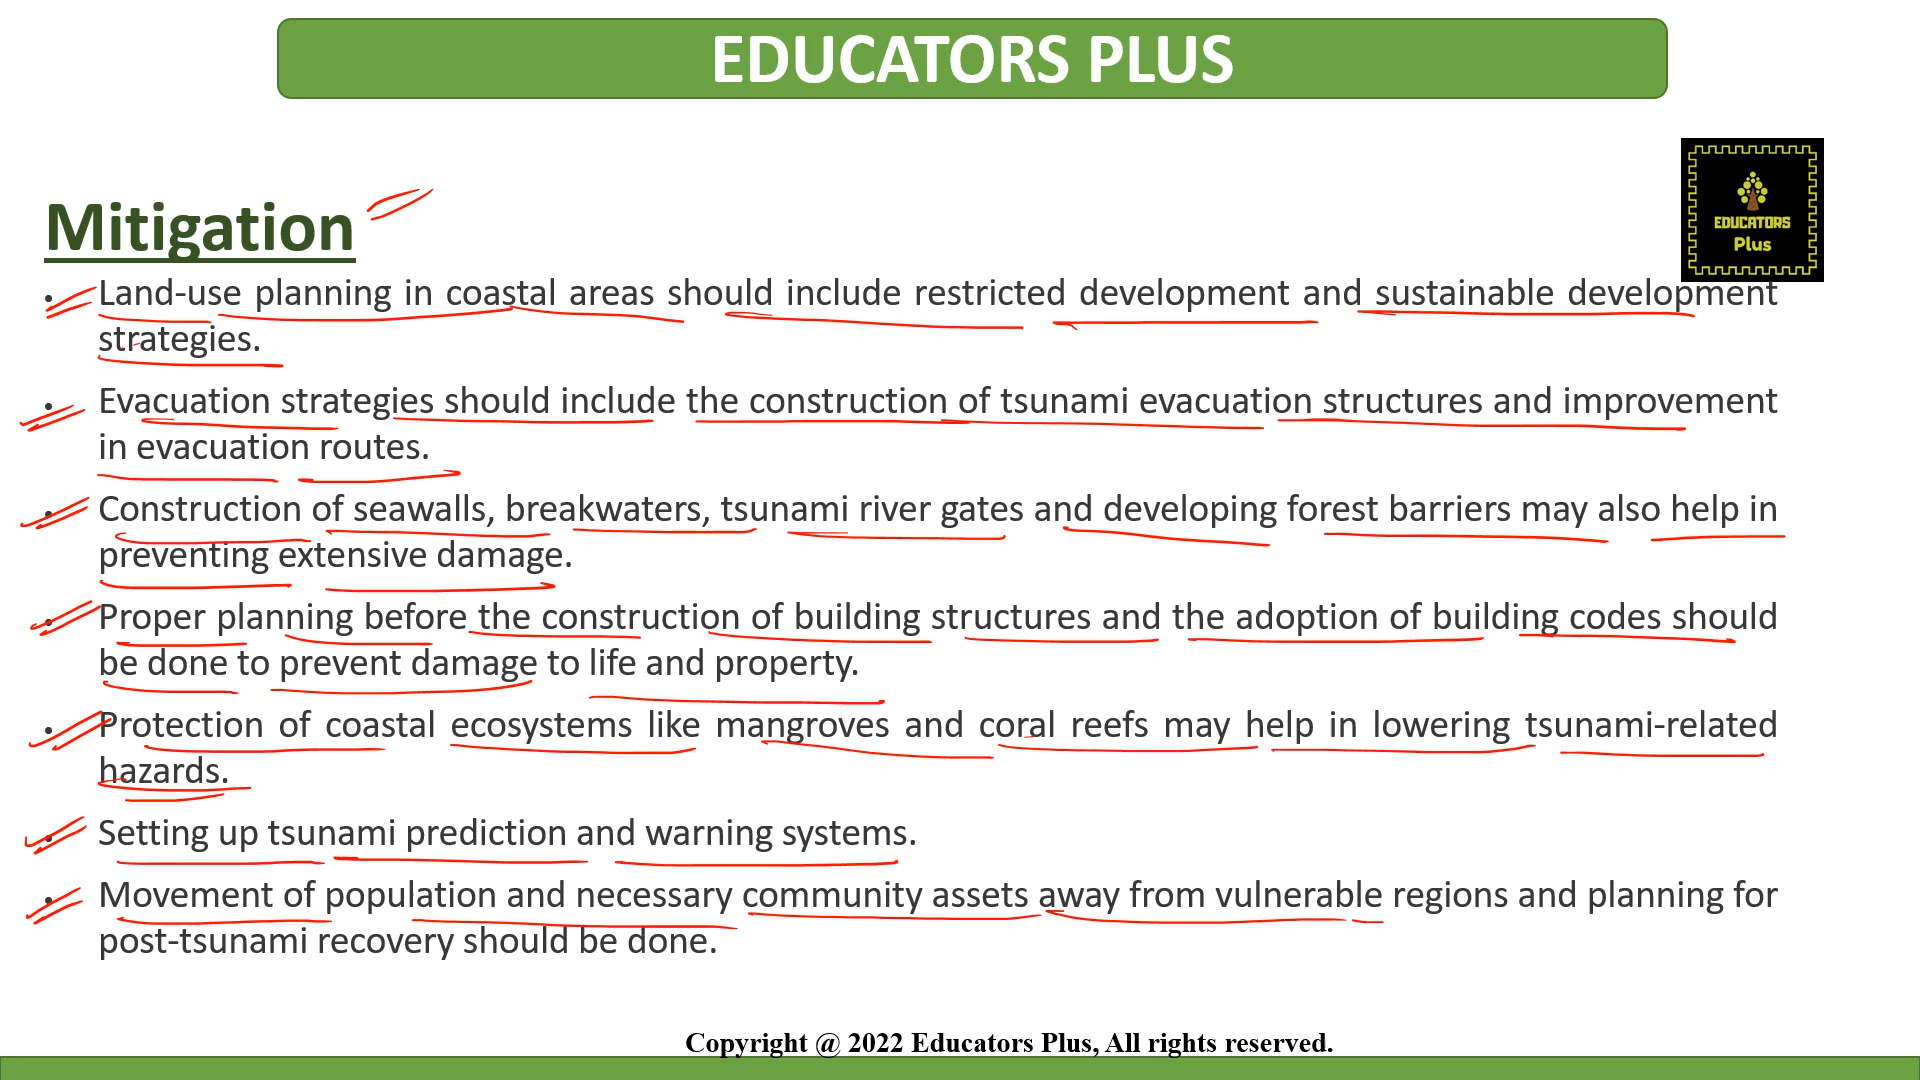 EDUCATORS PLUS
EDUCATORS
Plus
Mitigation
• Land-use planning in coastal areas should include restricted development and sustainable development
strategies.
• Evacuation strategies should include the construction of tsunami evacuation structures and improvement
in evacuation routes.
• Construction of seawalls, breakwaters, tsunami river gates and developing forest barriers may also help in
preventing extensive damage.
• Proper planning before the construction of building structures and the adoption of building codes should
be done to prevent damage to life and property.
• Protection of coastal ecosystems like mangroves and coral reefs may help in lowering tsunami-related
hazards.
• Setting up tsunami prediction and warning systems.
• Movement of population and necessary community assets away from vulnerable regions and planning for
post-tsunami recovery should be done.
Copyright @ 2022 Educators Plus, All rights reserved.